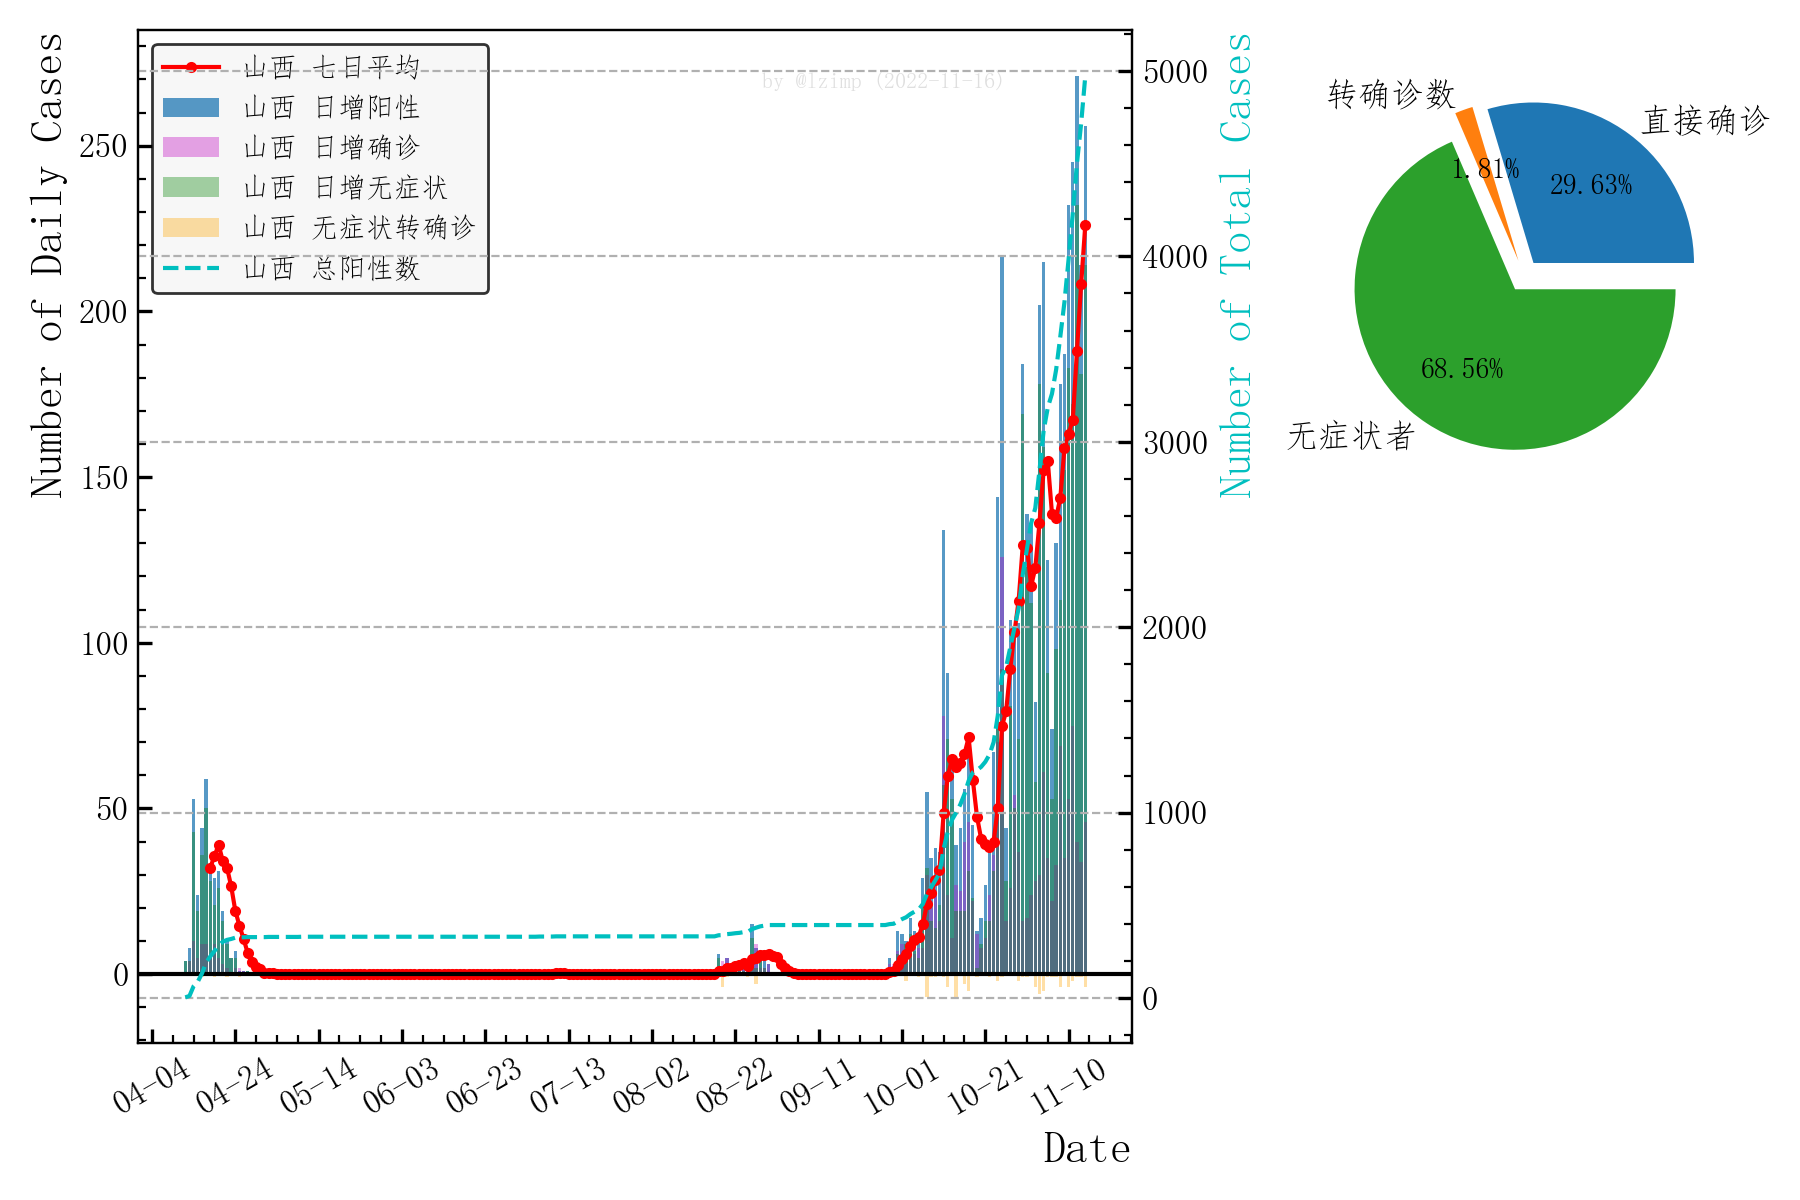 Number of Daily Cases
250
200
150
100
50
0
山西 七日平均
山西 日增阳性
山西 日增确诊
山西 日增无症状
山西 无症状转确诊
山西 总阳性数
by @lzimp (2022-11-16)
5000
4000
3000
2000
1000
0
Number of Total Cases
04-04
04-24
05-14
06-03
06-23
07-13
08-02
08-22
09-11
10-01
10-21
11-10
Date
转确诊数
直接确诊
1.81%
29.63%
68.56%
无症状者